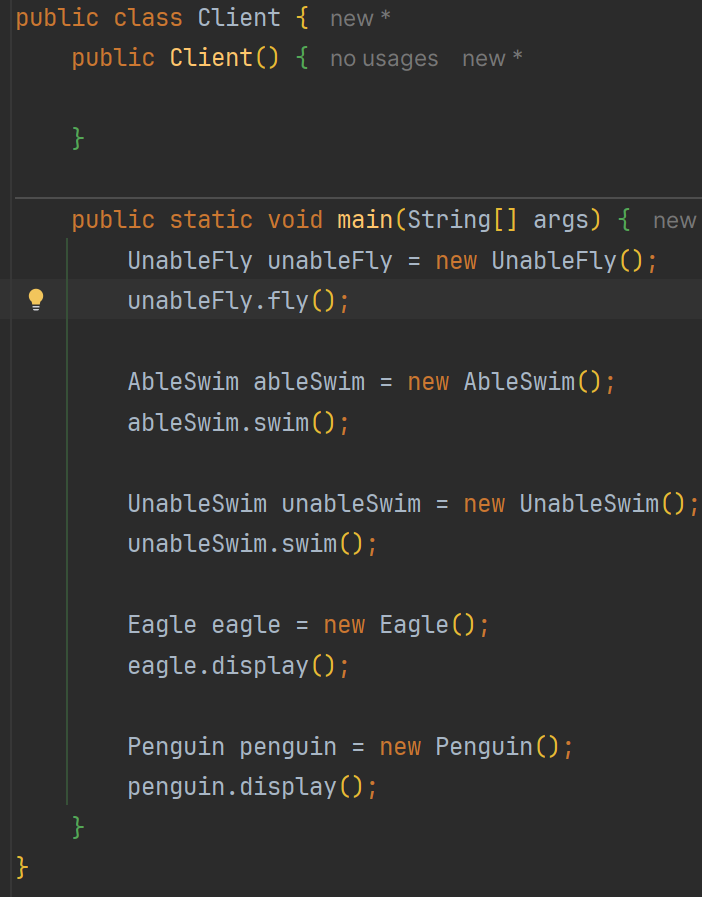 public class Client {   new *
    public Client() {   no usages   new *

    }

    public static void main(String[] args) {   new
        UnableFly unableFly = new UnableFly();
        unableFly.fly();

        AbleSwim ableSwim = new AbleSwim();
        ableSwim.swim();

        UnableSwim unableSwim = new UnableSwim();
        unableSwim.swim();

        Eagle eagle = new Eagle();
        eagle.display();

        Penguin penguin = new Penguin();
        penguin.display();
    }
}